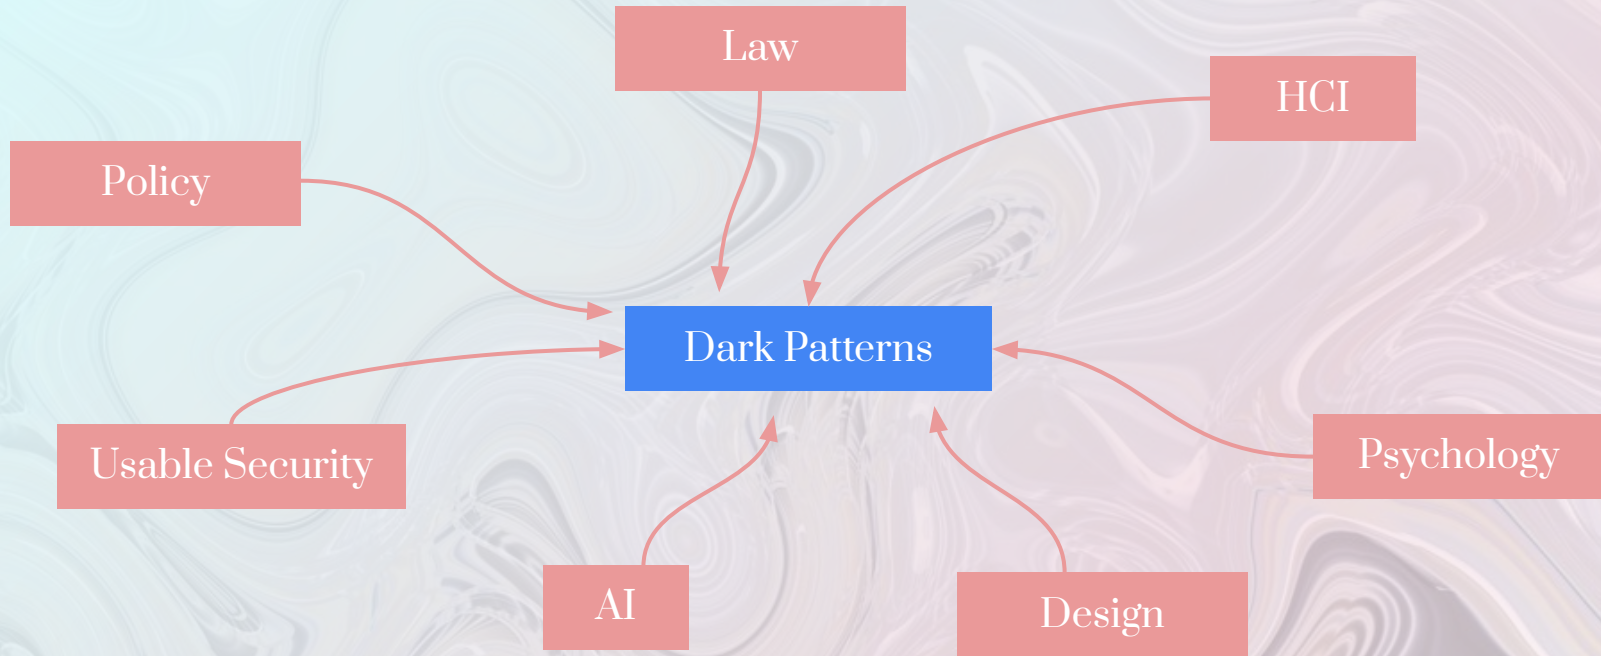 Law
HCI
Policy
Dark Patterns
Usable Security
Psychology
AI
Design